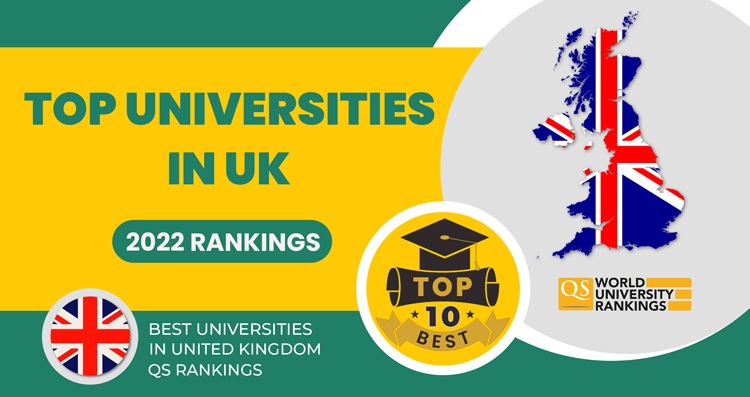 TOP UNIVERSITIES
IN UK
2022 RANKINGS
BEST UNIVERSITIES
IN UNITED KINGDOM
QS RANKINGS
TOP
10
BEST
QS WORLD
UNIVERSITY
RANKINGS